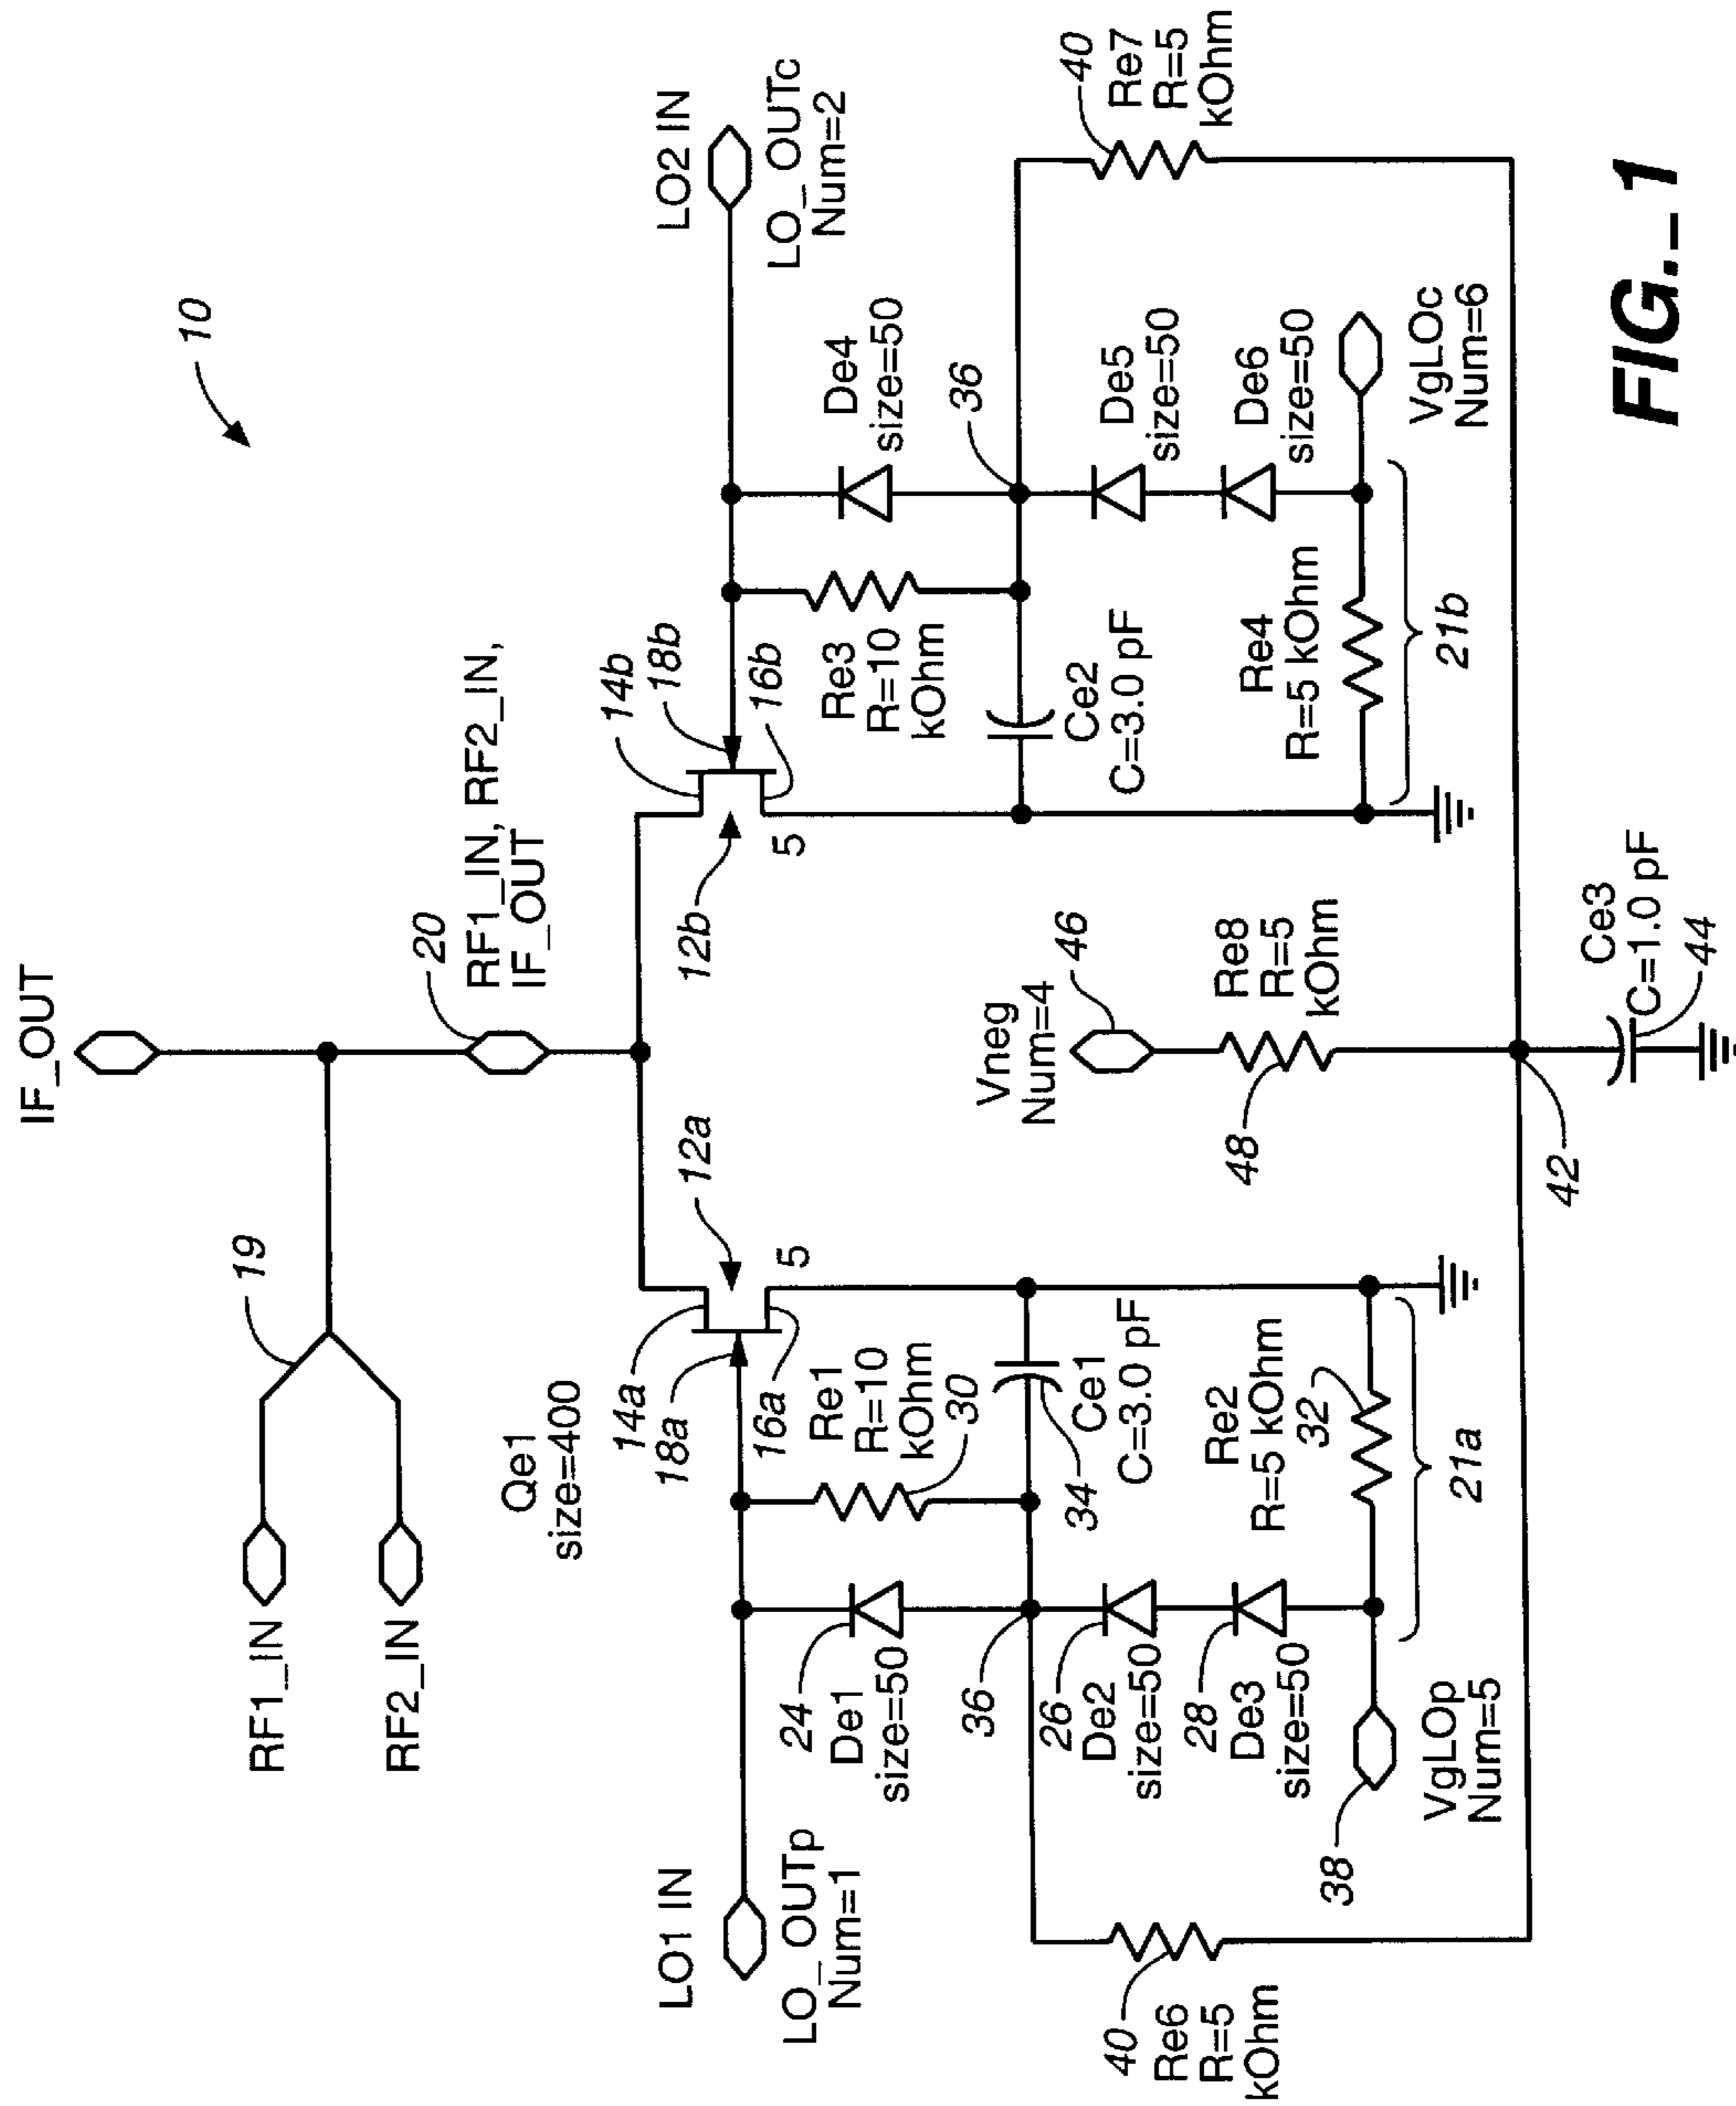 10
IF_OUT
RF1_IN
RF2_IN
19
20
RF1_IN, RF2_IN,
IF_OUT
LO1 IN
LO_OUTp
Num=1
Qe1
size=400
14a
18a
16a
12a
5
14b
18b
16b
12b
5
LO2 IN
LO_OUTc
Num=2
24
De1
size=50
Re1
R=10
kOhm
30
34
Ce1
C=3.0 pF
36
26
De2
size=50
28
De3
size=50
Re2
R=5 kOhm
32
21a
38
VgLOp
Num=5
40
Re6
R=5
kOhm
Vneg
Num=4
46
48
Re8
R=5
kOhm
42
Ce3
C=1.0 pF
44
De4
size=50
Re3
R=10
kOhm
36
Ce2
C=3.0 pF
De5
size=50
De6
size=50
Re4
R=5 kOhm
21b
VgLOc
Num=6
40
Re7
R=5
kOhm
FIG._1